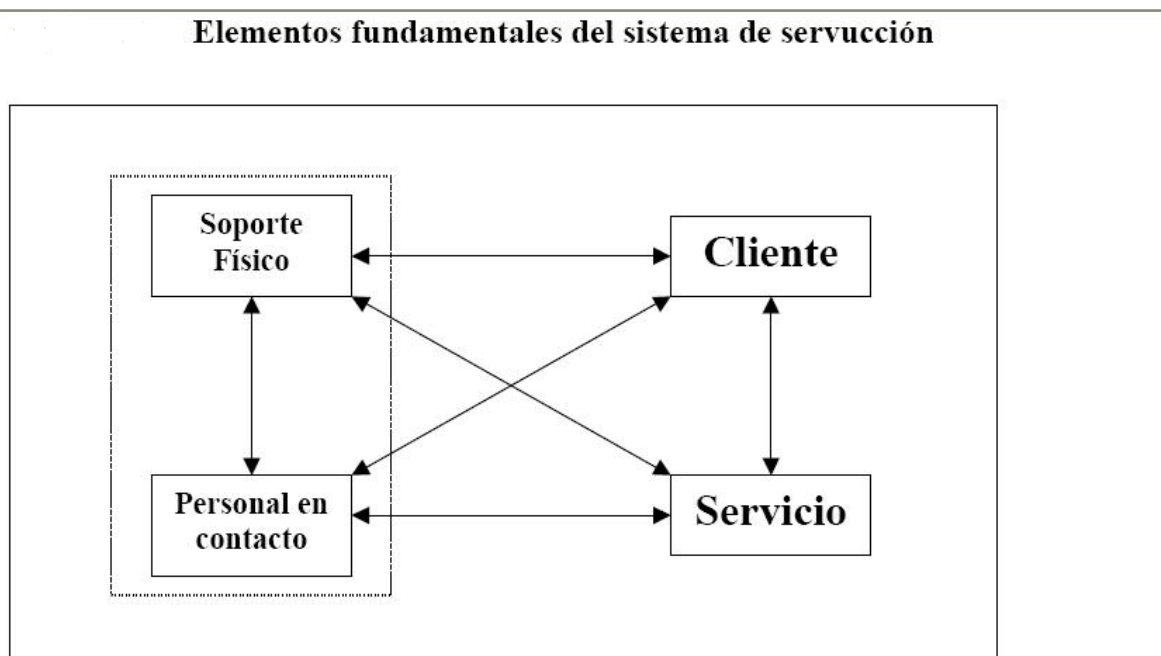 Elementos fundamentales del sistema de servucción
Soporte
Físico
Cliente
Personal en
contacto
Servicio